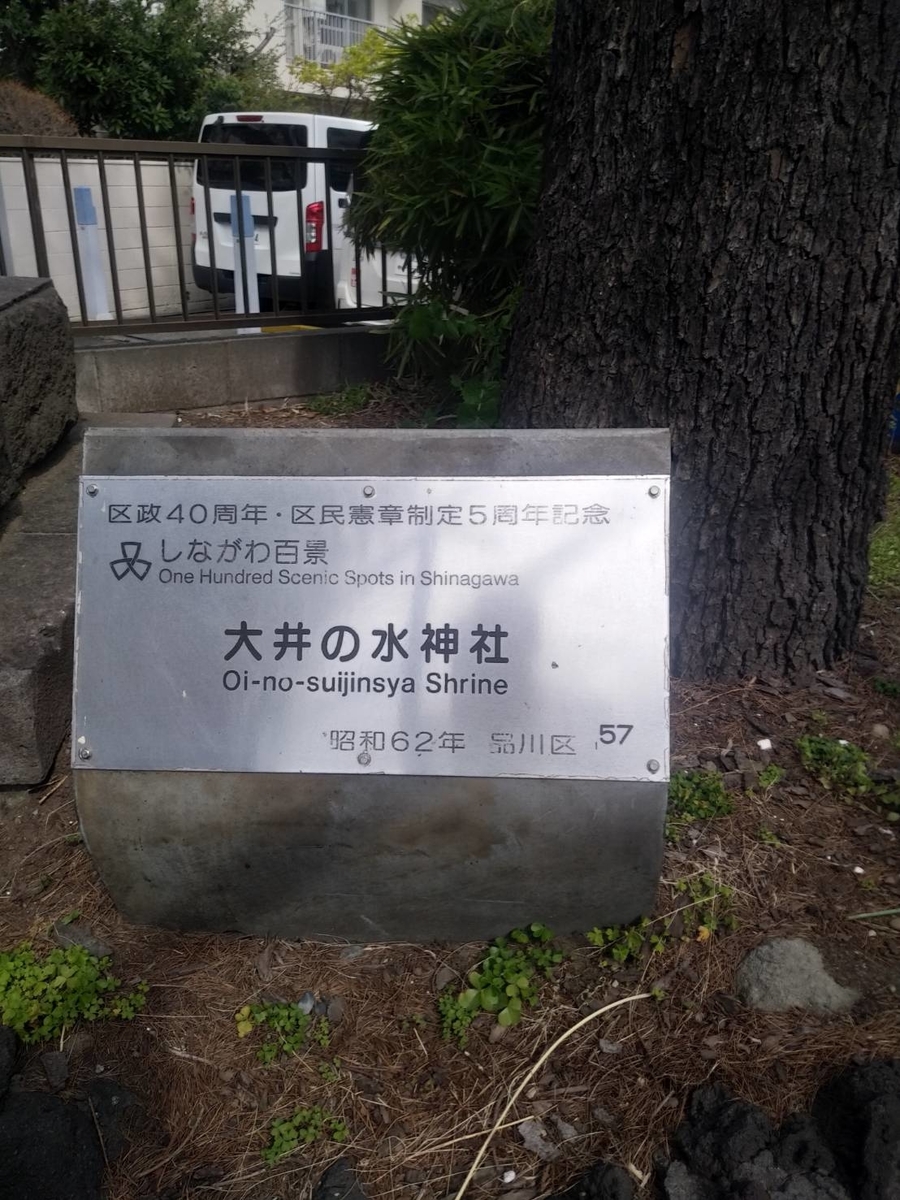 区政40周年・区民憲章制定5周年記念
しながわ百景
One Hundred Scenic Spots in Shinagawa
大井の水神社
Oi-no-suijinsya Shrine
昭和62年 品川区 57